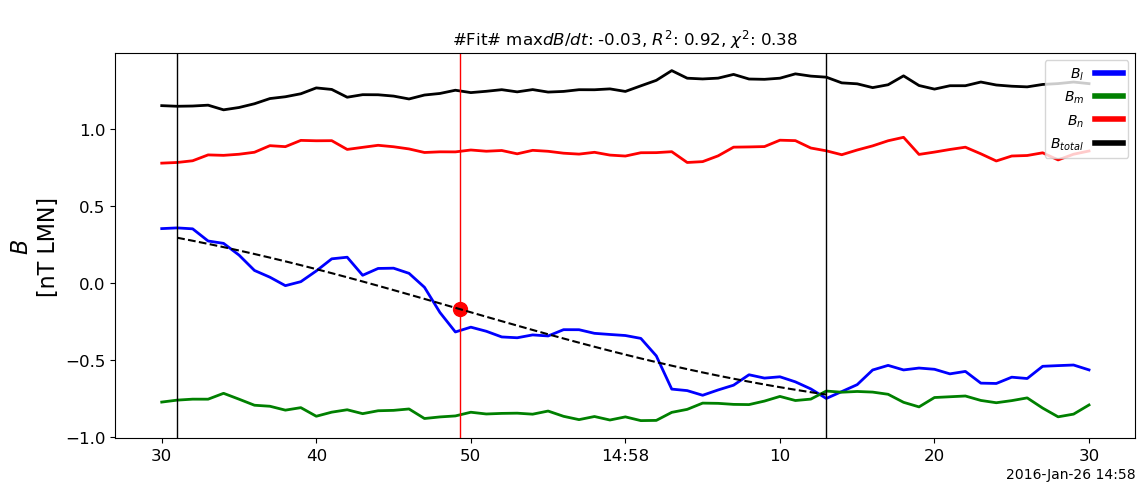 #Fit# maxdB/dt: -0.03, R²: 0.92, χ²: 0.38
B
[nT LMN]
1.0
0.5
0.0
−0.5
−1.0
B_l
B_m
B_n
B_total
30 40 50 14:58 10 20 30
2016-Jan-26 14:58